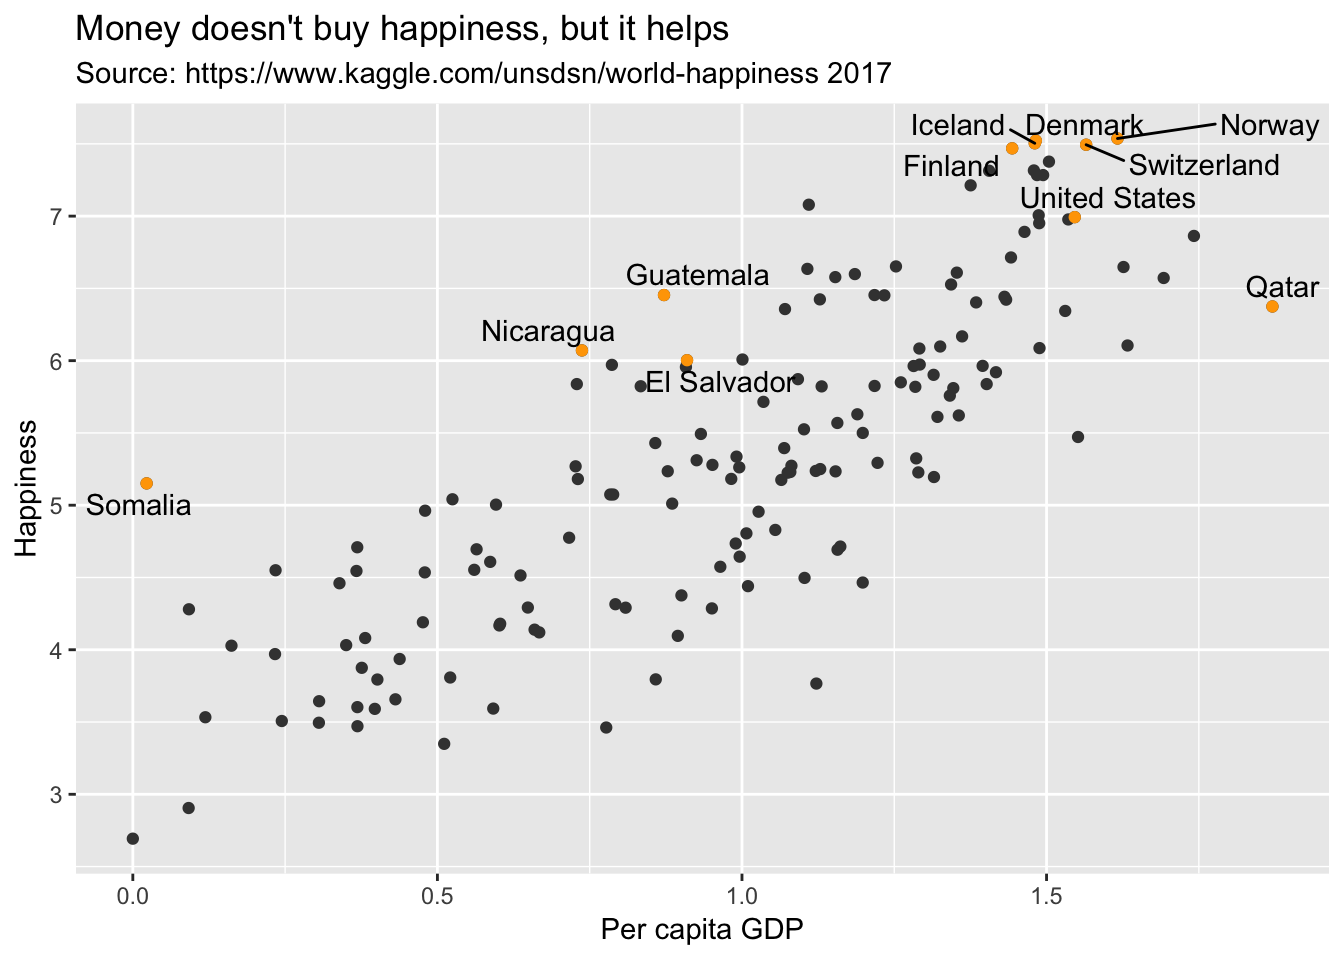 Money doesn't buy happiness, but it helps
Source: https://www.kaggle.com/unsdsn/world-happiness 2017
Iceland
Denmark
Norway
Finland
Switzerland
United States
Guatemala
Qatar
Nicaragua
El Salvador
Somalia
Happiness
7
6
5
4
3
0.0
0.5
1.0
1.5
Per capita GDP